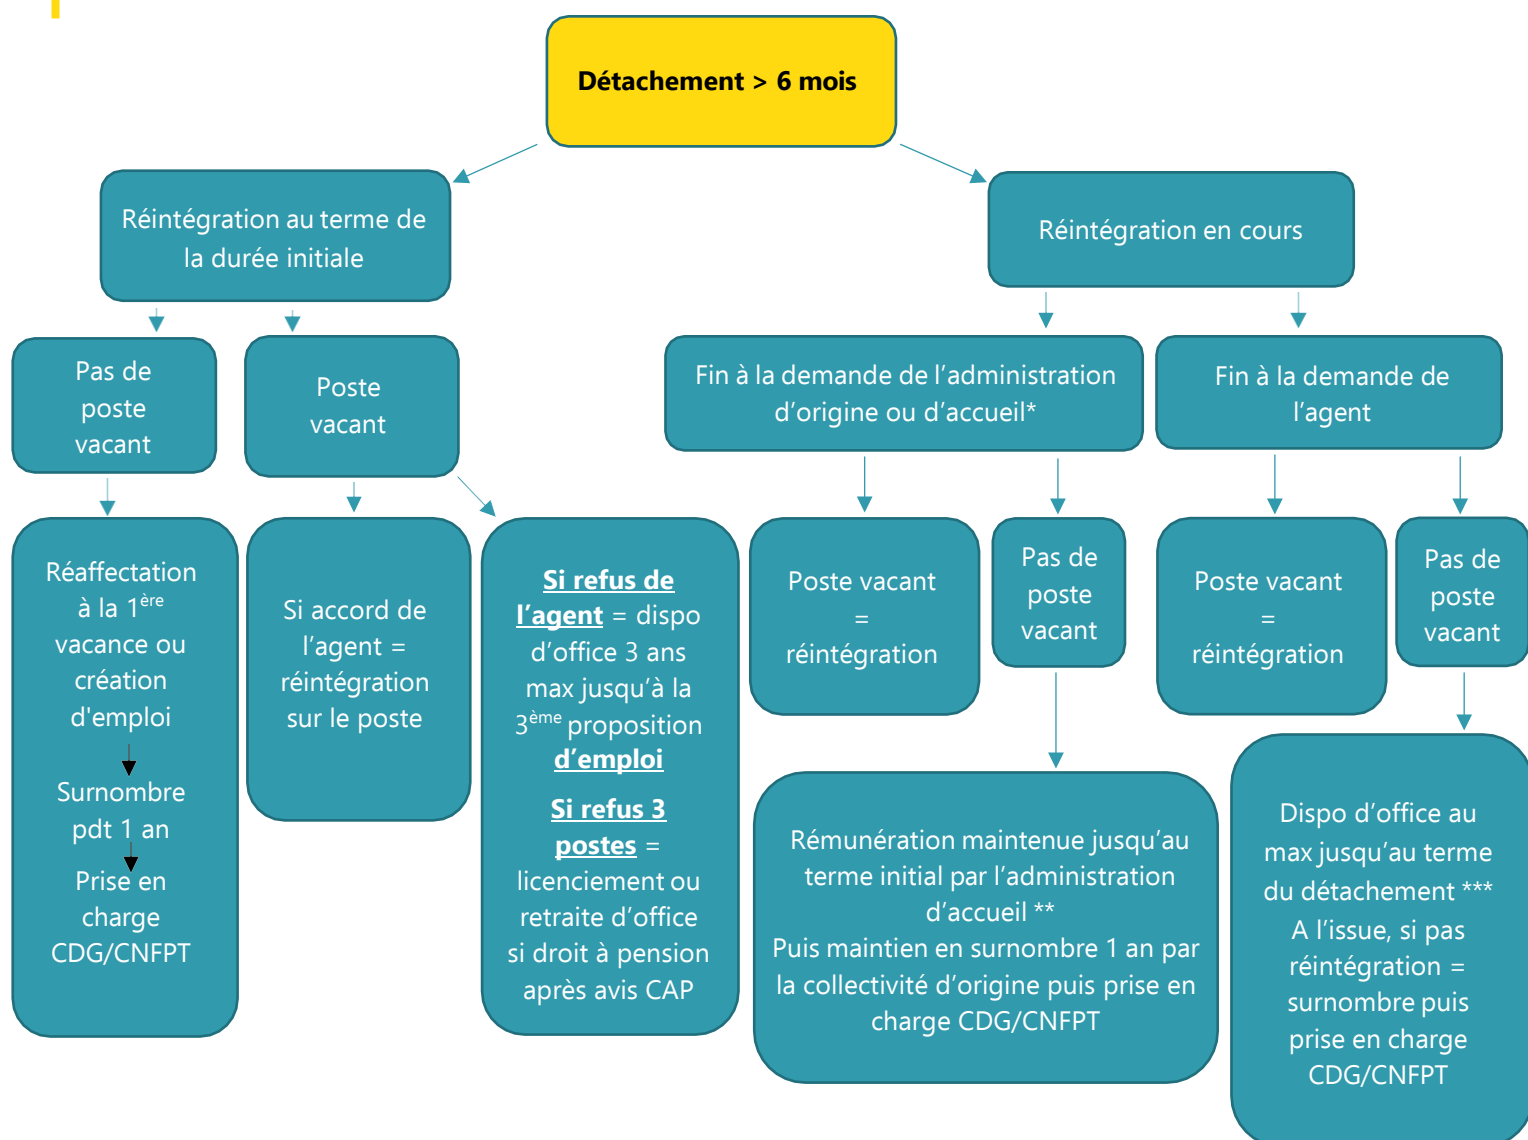 Détachement > 6 mois
Réintégration au terme de
la durée initiale
Réintégration en cours
Pas de
poste
vacant
Poste
vacant
Fin à la demande de l’administration
d’origine ou d’accueil*
Fin à la demande de
l’agent
Réaffectation
à la 1ère
vacance ou
création
d'emploi
Surnombre
pdt 1 an
Prise en
charge
CDG/CNFPT
Si accord de
l’agent =
réintégration
sur le poste
Si refus de
l’agent = dispo
d’office 3 ans
max jusqu’à la
3ème proposition
d’emploi
Si refus 3
postes =
licenciement ou
retraite d’office
si droit à pension
après avis CAP
Poste vacant
=
réintégration
Pas de
poste
vacant
Poste vacant
=
réintégration
Pas de
poste
vacant
Rémunération maintenue jusqu’au
terme initial par l’administration
d’accueil **
Puis maintien en surnombre 1 an par
la collectivité d’origine puis prise en
charge CDG/CNFPT
Dispo d’office au
max jusqu’au terme
du détachement ***
A l’issue, si pas
réintégration =
surnombre puis
prise en charge
CDG/CNFPT